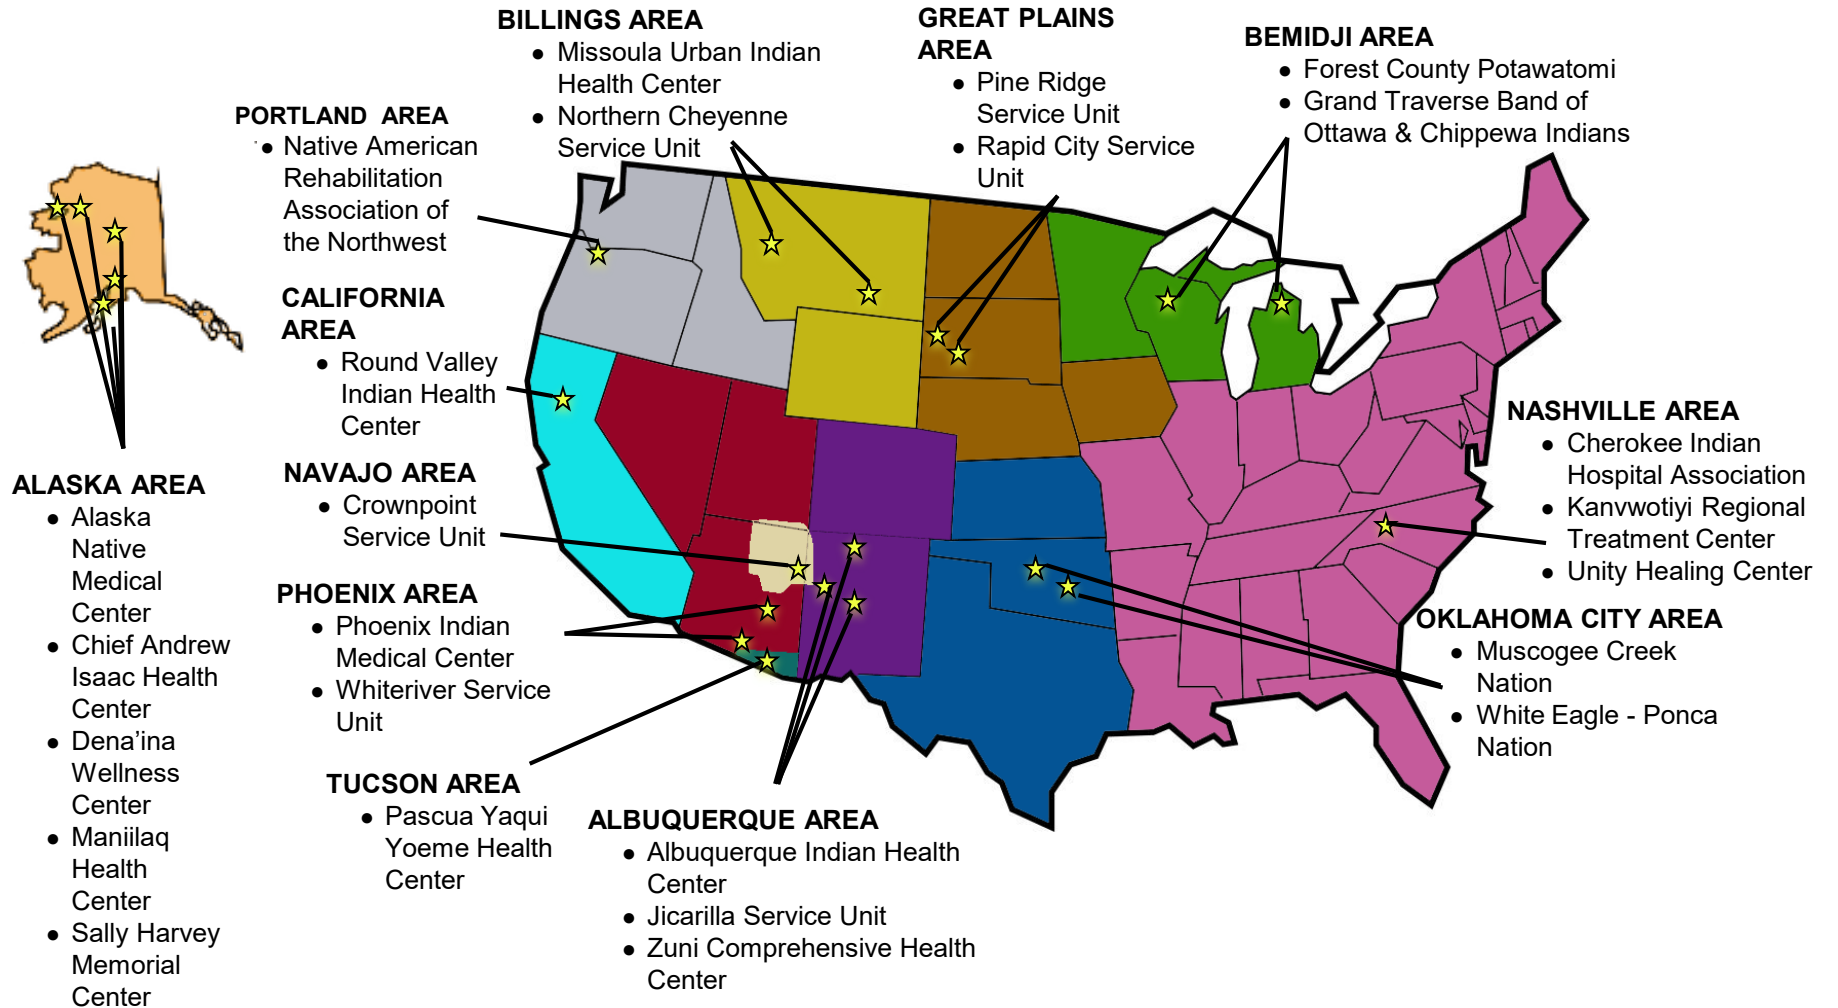 BILLINGS AREA
● Missoula Urban Indian
Health Center
● Northern Cheyenne
Service Unit
GREAT PLAINS
AREA
● Pine Ridge
Service Unit
● Rapid City Service
Unit
BEMIDJI AREA
● Forest County Potawatomi
● Grand Traverse Band of
Ottawa & Chippewa Indians
PORTLAND AREA
● Native American
Rehabilitation
Association of
the Northwest
CALIFORNIA
AREA
● Round Valley
Indian Health
Center
NAVAJO AREA
● Crownpoint
Service Unit
PHOENIX AREA
● Phoenix Indian
Medical Center
● Whiteriver Service
Unit
TUCSON AREA
● Pascua Yaqui
Yoeme Health
Center
ALBUQUERQUE AREA
● Albuquerque Indian Health
Center
● Jicarilla Service Unit
● Zuni Comprehensive Health
Center
NASHVILLE AREA
● Cherokee Indian
Hospital Association
● Kanvwotiyi Regional
Treatment Center
● Unity Healing Center
OKLAHOMA CITY AREA
● Muscogee Creek
Nation
● White Eagle - Ponca
Nation
ALASKA AREA
● Alaska
Native
Medical
Center
● Chief Andrew
Isaac Health
Center
● Dena’ina
Wellness
Center
● Maniilaq
Health
Center
● Sally Harvey
Memorial
Center